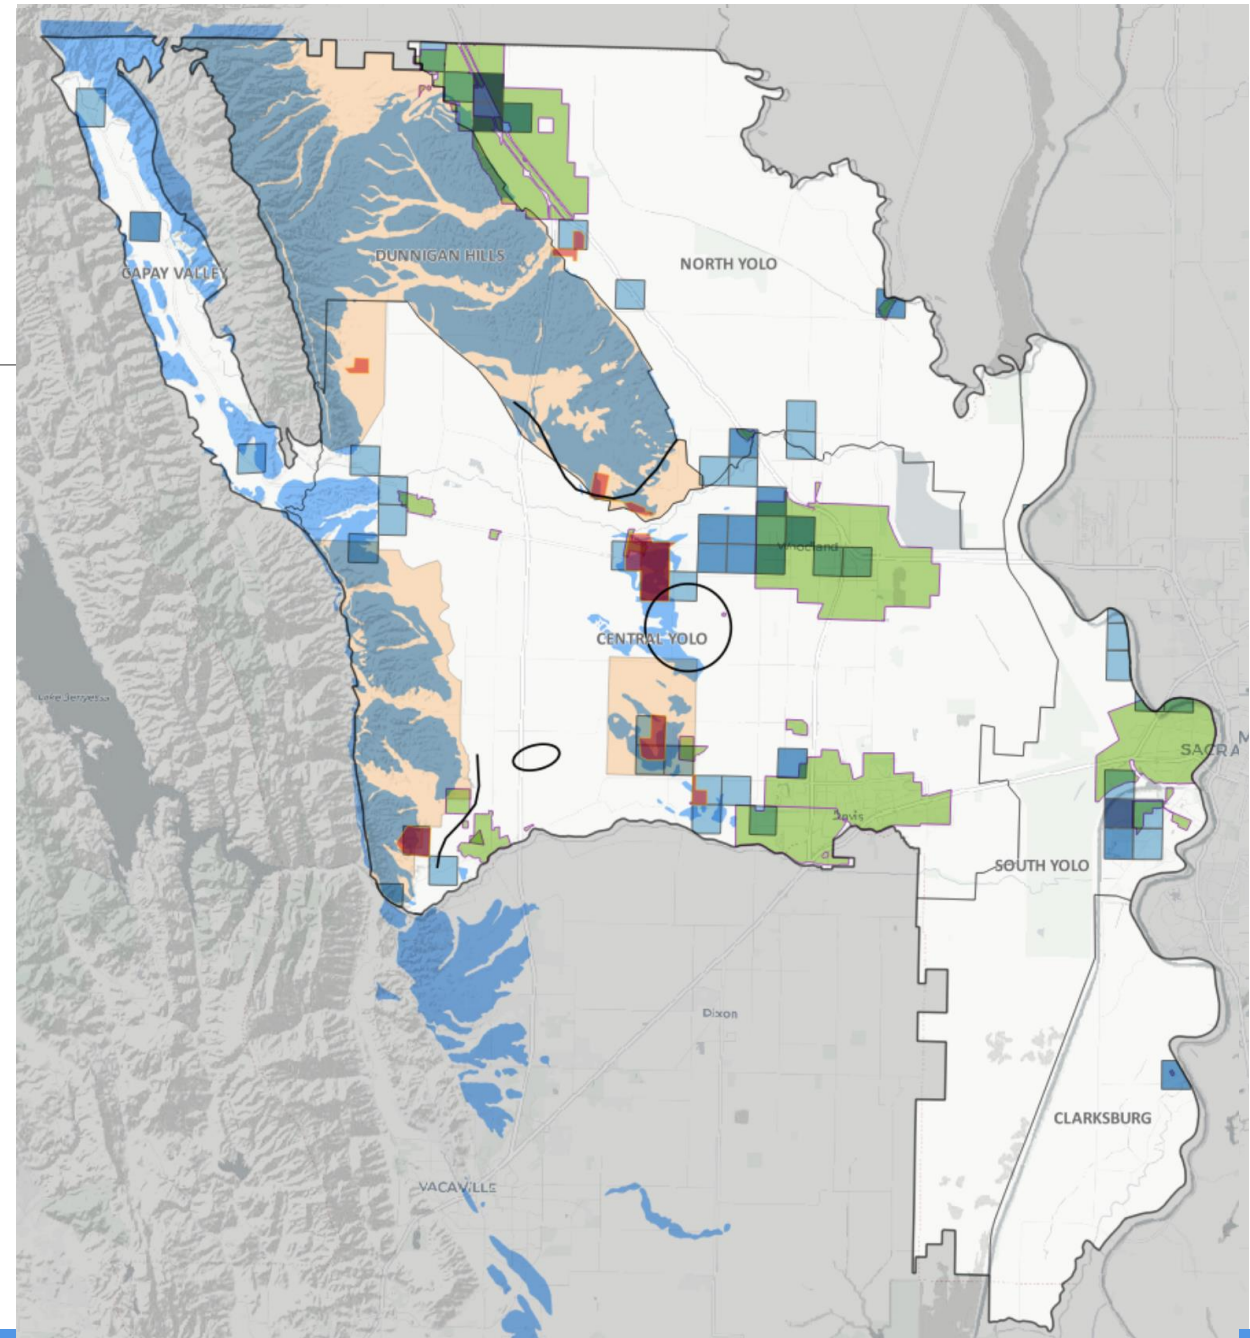 DUNNIGAN HILLS
NORTH YOLO
CAPAY VALLEY
Woodland
CENTRAL YOLO
Lake Berryessa
SACRA
M
Davis
SOUTH YOLO
Dixon
CLARKSBURG
VACAVILLE